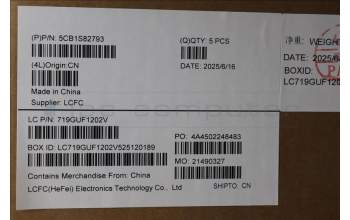 (P)P/N: 5CB1S82793
(Q)QTY: 5 PCS
净重: WEIGHT
(4L)Origin:CN
DATE: 2025/6/16
2025/6/
Made in China
BOXID:
Supplier: LCFC
LC719GUF1202
LC P/N: 719GUF1202V
PO: 4A4502248483
BOX ID: LC719GUF1202V525120189
MO: 21490327
Contains Merchandise From: China
LCFC(HeFei) Electronics Technology Co., Ltd
SHIPTO: CN